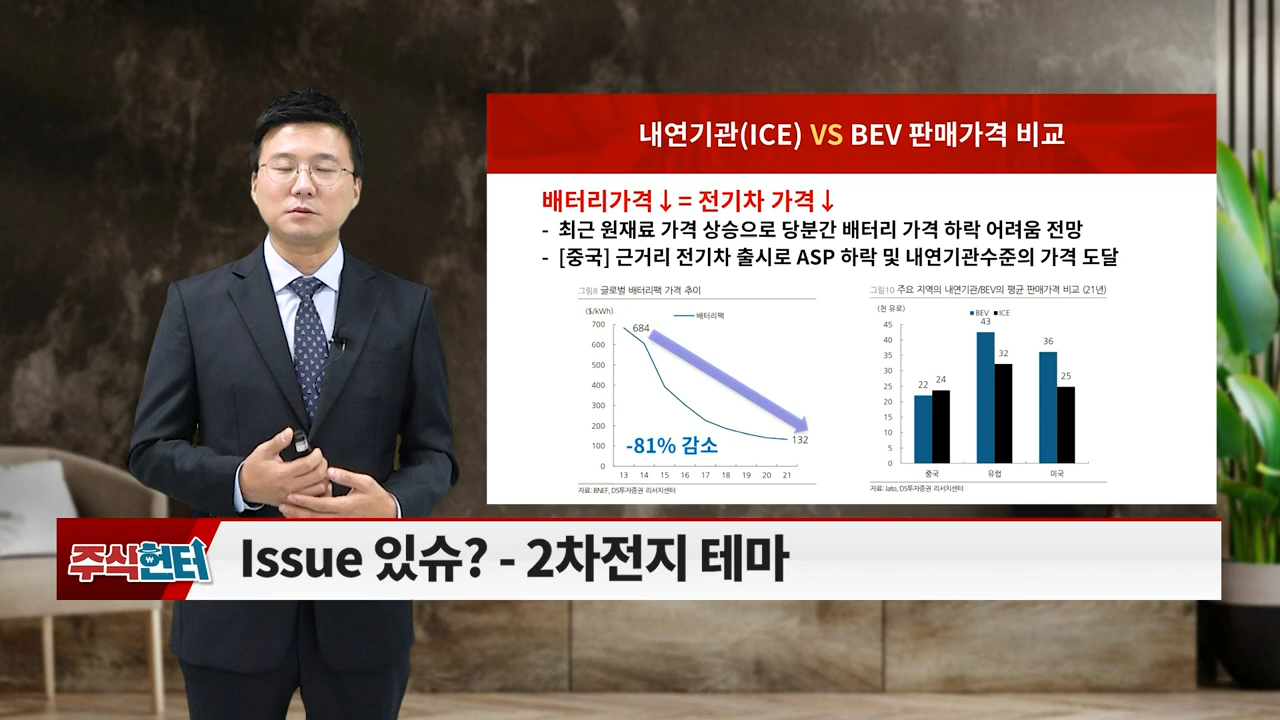 내연기관(ICE) VS BEV 판매가격 비교
배터리가격↓= 전기차 가격↓
- 최근 원재료 가격 상승으로 당분간 배터리 가격 하락 어려움 전망
- [중국] 근거리 전기차 출시로 ASP 하락 및 내연기관수준의 가격 도달
그림8 글로벌 배터리팩 가격 추이
($/kWh)
배터리팩
700
600
500
400
300
200
100
0
684
132
-81% 감소
13 14 15 16 17 18 19 20 21
자료: BNEF, DS투자증권 리서치센터
그림10 주요 지역의 내연기관/BEV의 평균 판매가격 비교 (21년)
(천 유로)
BEV ICE
45
40
35
30
25
20
15
10
5
0
22 24
43 32
36 25
중국 유럽 미국
자료: Jato, DS투자증권 리서치센터
주식헌터
Issue 있슈? - 2차전지 테마